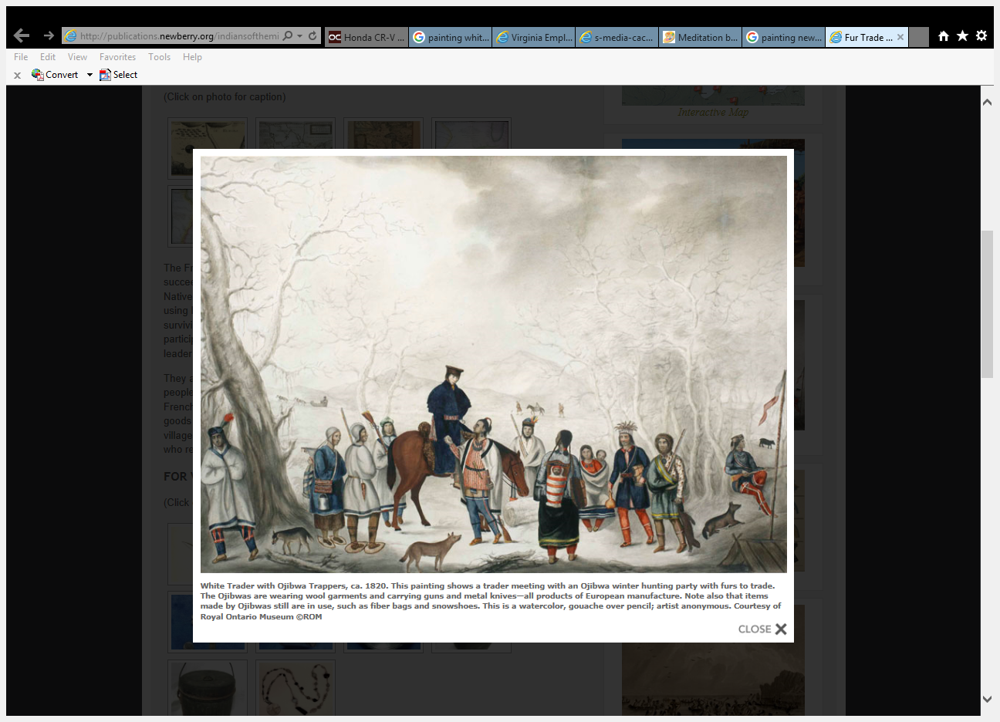 http://publications.newberry.org/indiansofthemi
Honda CR-V ...
painting whit...
Virginia Empl...
s-media-cac...
Meditation b...
painting new...
Fur Trade ...
File Edit View Favorites Tools Help
x Convert Select
(Click on photo for caption)
Interactive Map
The Fr
succee
Native
using
survivi
particip
leader
They a
people
French
goods
village
who re
FOR
(Click
White Trader with Ojibwa Trappers, ca. 1820. This painting shows a trader meeting with an Ojibwa winter hunting party with furs to trade.
The Ojibwas are wearing wool garments and carrying guns and metal knives—all products of European manufacture. Note also that items
made by Ojibwas still are in use, such as fiber bags and snowshoes. This is a watercolor, gouache over pencil; artist anonymous. Courtesy of
Royal Ontario Museum ©ROM
CLOSE X